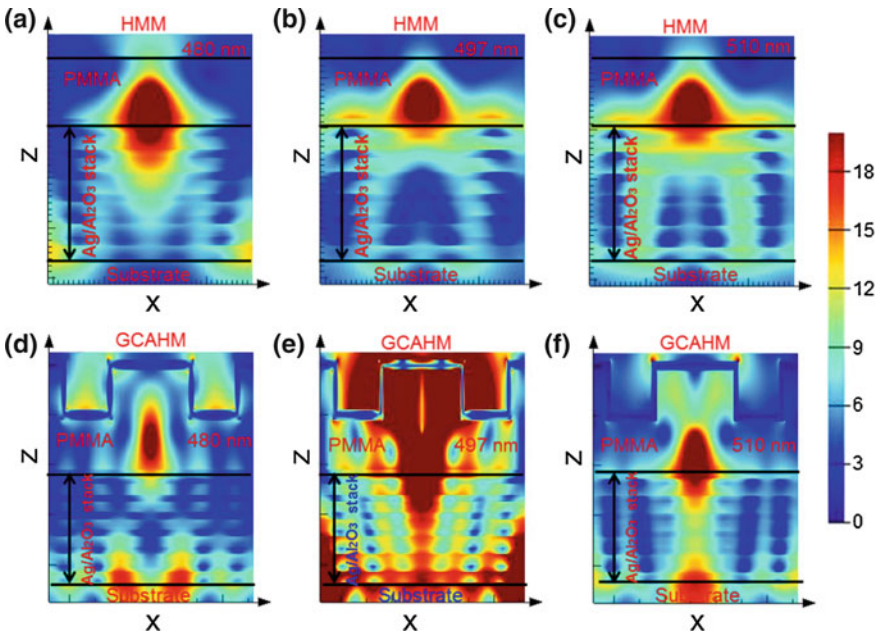 (a)
HMM
480 nm
PMMA
Z
Ag/Al₂O₃ stack
Substrate
X
(b)
HMM
497 nm
PMMA
Z
Ag/Al₂O₃ stack
Substrate
X
(c)
HMM
510 nm
PMMA
Z
Ag/Al₂O₃ stack
Substrate
X
18
15
12
9
6
3
0
(d)
GCAHM
PMMA
480 nm
Z
Ag/Al₂O₃ stack
Substrate
X
(e)
GCAHM
PMMA
497 nm
Z
Ag/Al₂O₃ stack
Substrate
X
(f)
GCAHM
PMMA
510 nm
Z
Ag/Al₂O₃ stack
Substrate
X